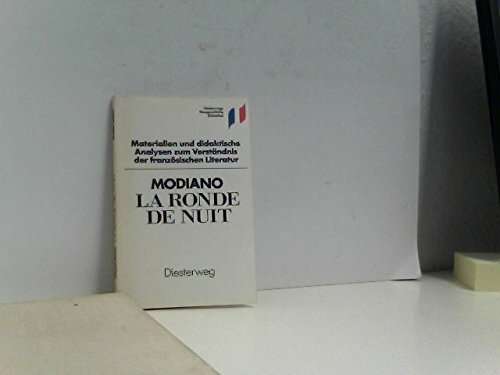 Materialien und didaktische
Analysen zum Verständnis
der französischen Literatur
MODIANO
LA RONDE
DE NUIT
Diesterweg